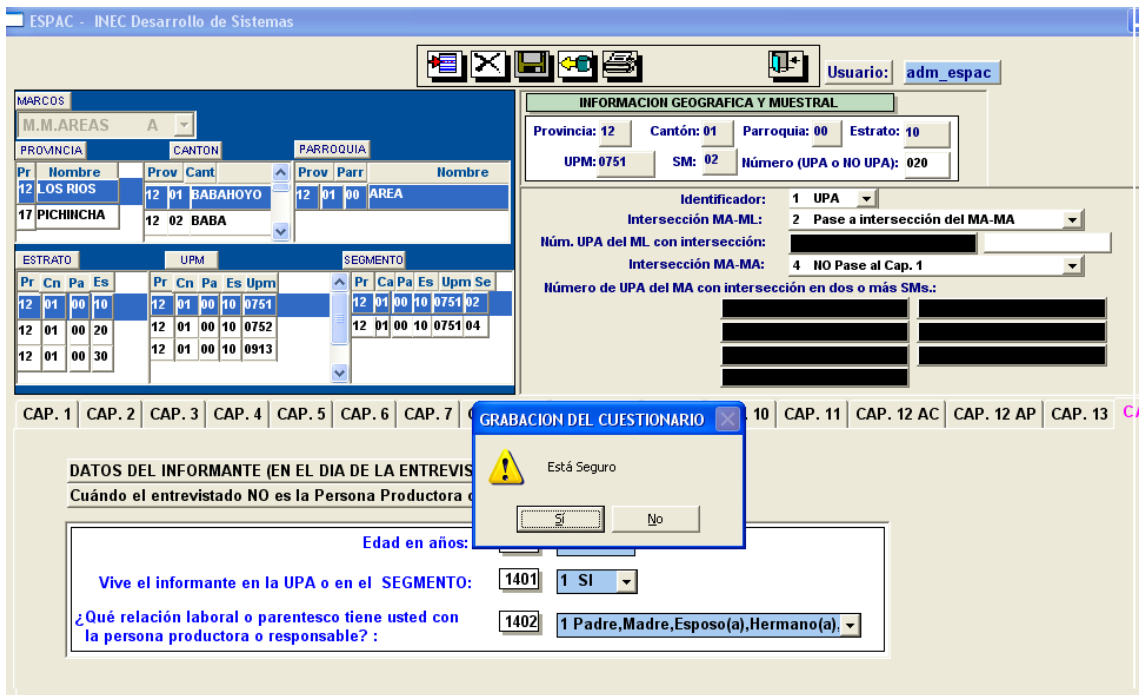 ESPAC - INEC Desarrollo de Sistemas
Usuario: adm_espac
MARCOS
M.M.AREAS A
PROVINCIA CANTON PARROQUIA
Pr Nombre
12 LOS RIOS
17 PICHINCHA
Prov Cant
12 01 BABAHOYO
12 02 BABA
Prov Parr Nombre
12 01 00 AREA
ESTRATO UPM SEGMENTO
Pr Cn Pa Es
12 01 00 10
12 01 00 20
12 01 00 30
Pr Cn Pa Es Upm
12 01 00 10 0751
12 01 00 10 0752
12 01 00 10 0913
Pr Ca Pa Es Upm Se
12 01 00 10 0751 02
12 01 00 10 0751 04
INFORMACION GEOGRAFICA Y MUESTRAL
Provincia: 12 Cantón: 01 Parroquia: 00 Estrato: 10
UPM: 0751 SM: 02 Número (UPA o NO UPA): 020
Identificador: 1 UPA
Intersección MA-ML: 2 Pase a intersección del MA-MA
Núm. UPA del ML con intersección:
Intersección MA-MA: 4 NO Pase al Cap. 1
Número de UPA del MA con intersección en dos o más SMs.:
CAP. 1 CAP. 2 CAP. 3 CAP. 4 CAP. 5 CAP. 6 CAP. 7 10 CAP. 11 CAP. 12 AC CAP. 12 AP CAP. 13
GRABACION DEL CUESTIONARIO
Está Seguro
Sí No
DATOS DEL INFORMANTE (EN EL DIA DE LA ENTREVIS
Cuándo el entrevistado NO es la Persona Productora
Edad en años:
Vive el informante en la UPA o en el SEGMENTO: 1401 1 SI
¿Qué relación laboral o parentesco tiene usted con
la persona productora o responsable? : 1402 1 Padre,Madre,Esposo(a),Hermano(a),